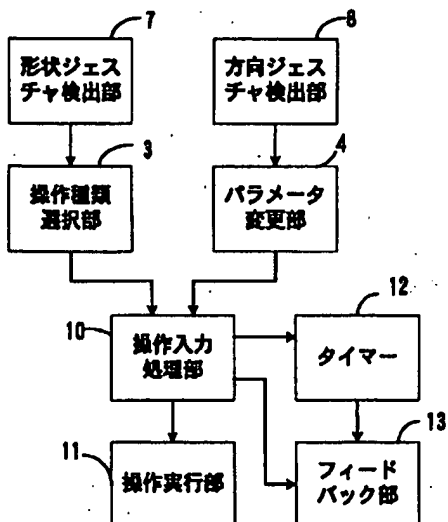 7
8
形状ジェス
チャ検出部
方向ジェス
チャ検出部
3
4
操作種類
選択部
パラメータ
変更部
10
12
操作入力
処理部
タイマー
11
13
操作実行部
フィード
バック部